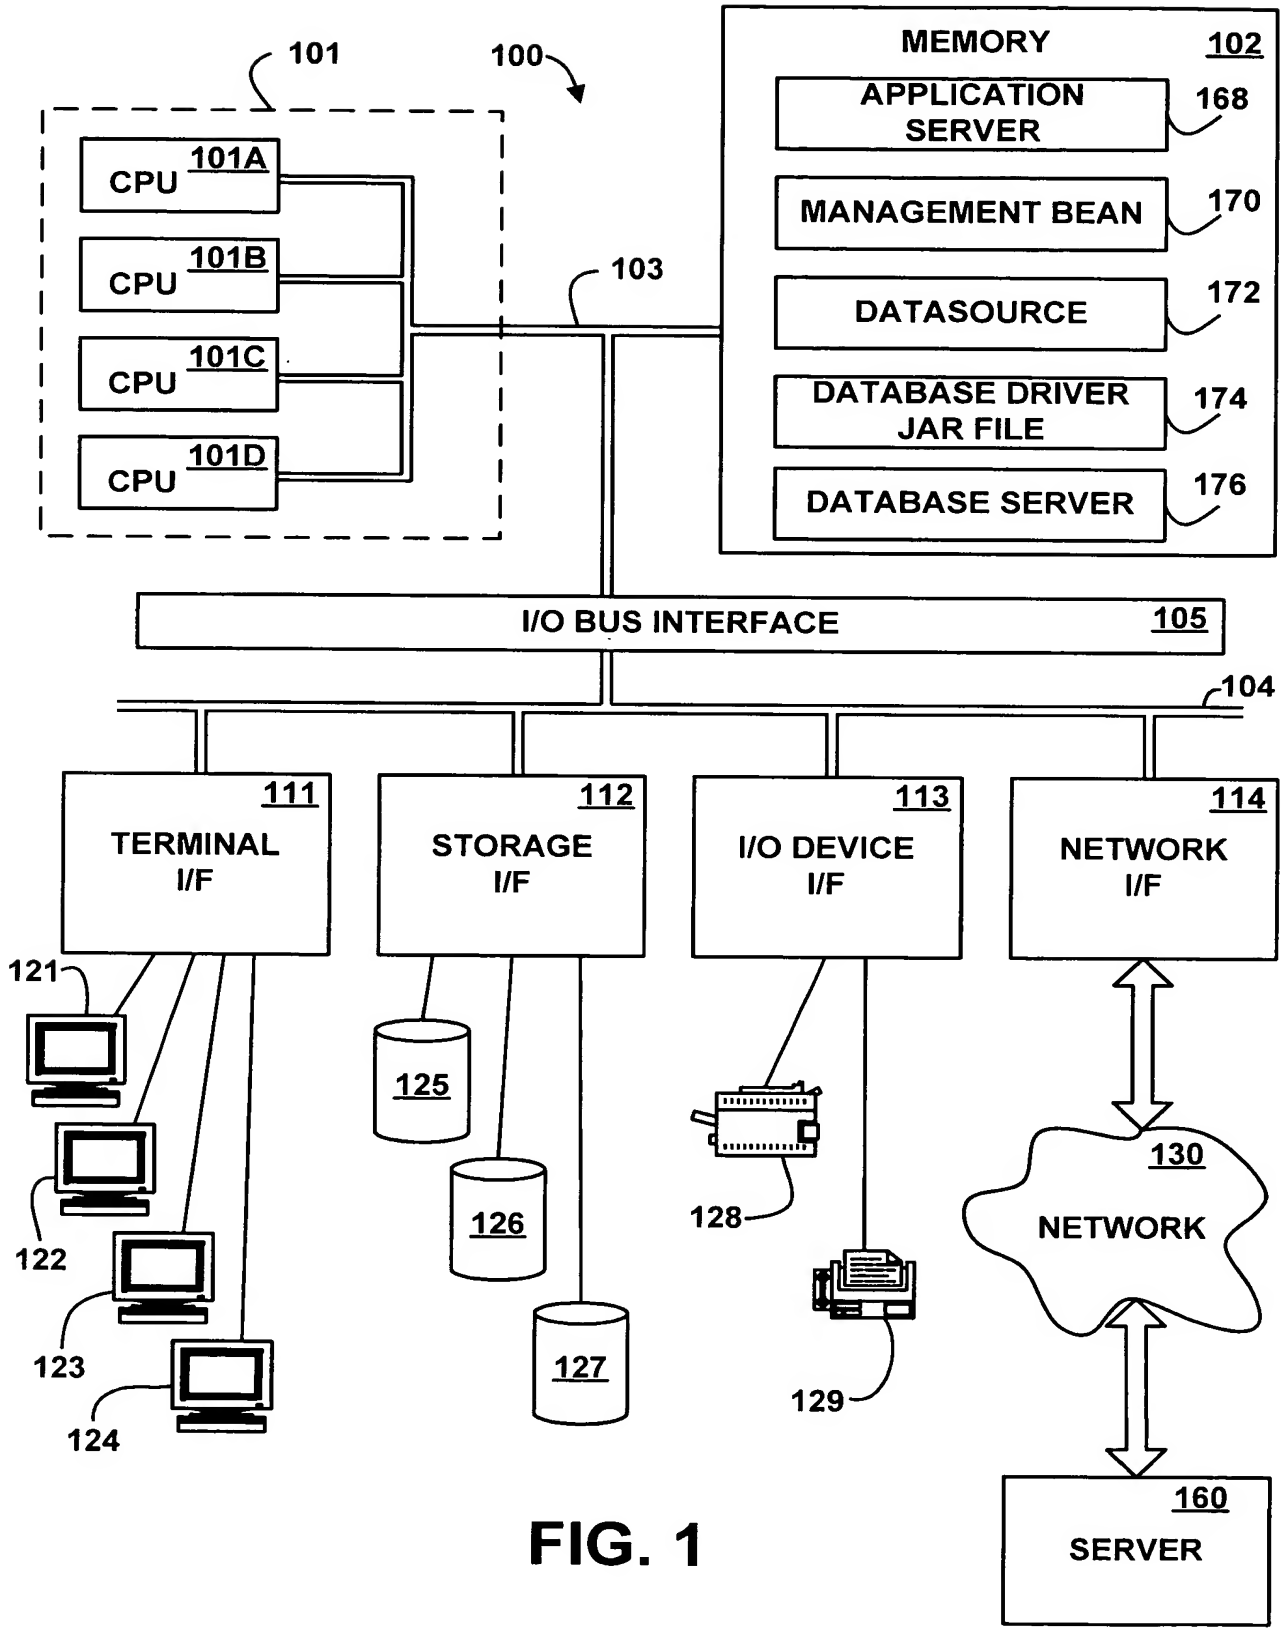 101
100
MEMORY 102
APPLICATION
SERVER
168
MANAGEMENT BEAN
170
DATASOURCE
172
DATABASE DRIVER
JAR FILE
174
DATABASE SERVER
176
CPU 101A
CPU 101B
CPU 101C
CPU 101D
103
I/O BUS INTERFACE 105
104
111
TERMINAL
I/F
112
STORAGE
I/F
113
I/O DEVICE
I/F
114
NETWORK
I/F
121
122
123
124
125
126
127
128
129
130
NETWORK
160
SERVER
FIG. 1